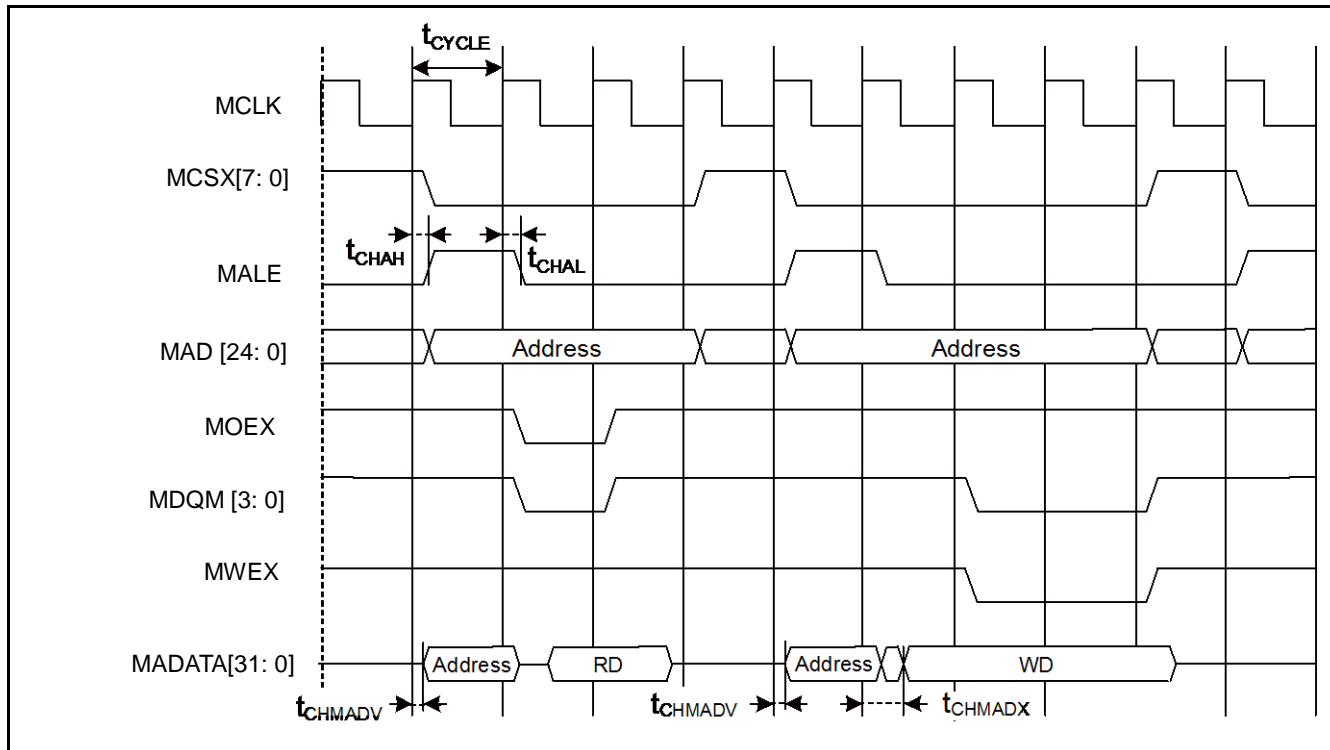 tCYCLE
MCLK
MCSX[7: 0]
tCHAH
tCHAL
MALE
MAD [24: 0]
Address
Address
MOEX
MDQM [3: 0]
MWEX
MADATA[31: 0]
Address
RD
Address
WD
tCHMADV
tCHMADV
tCHMADX